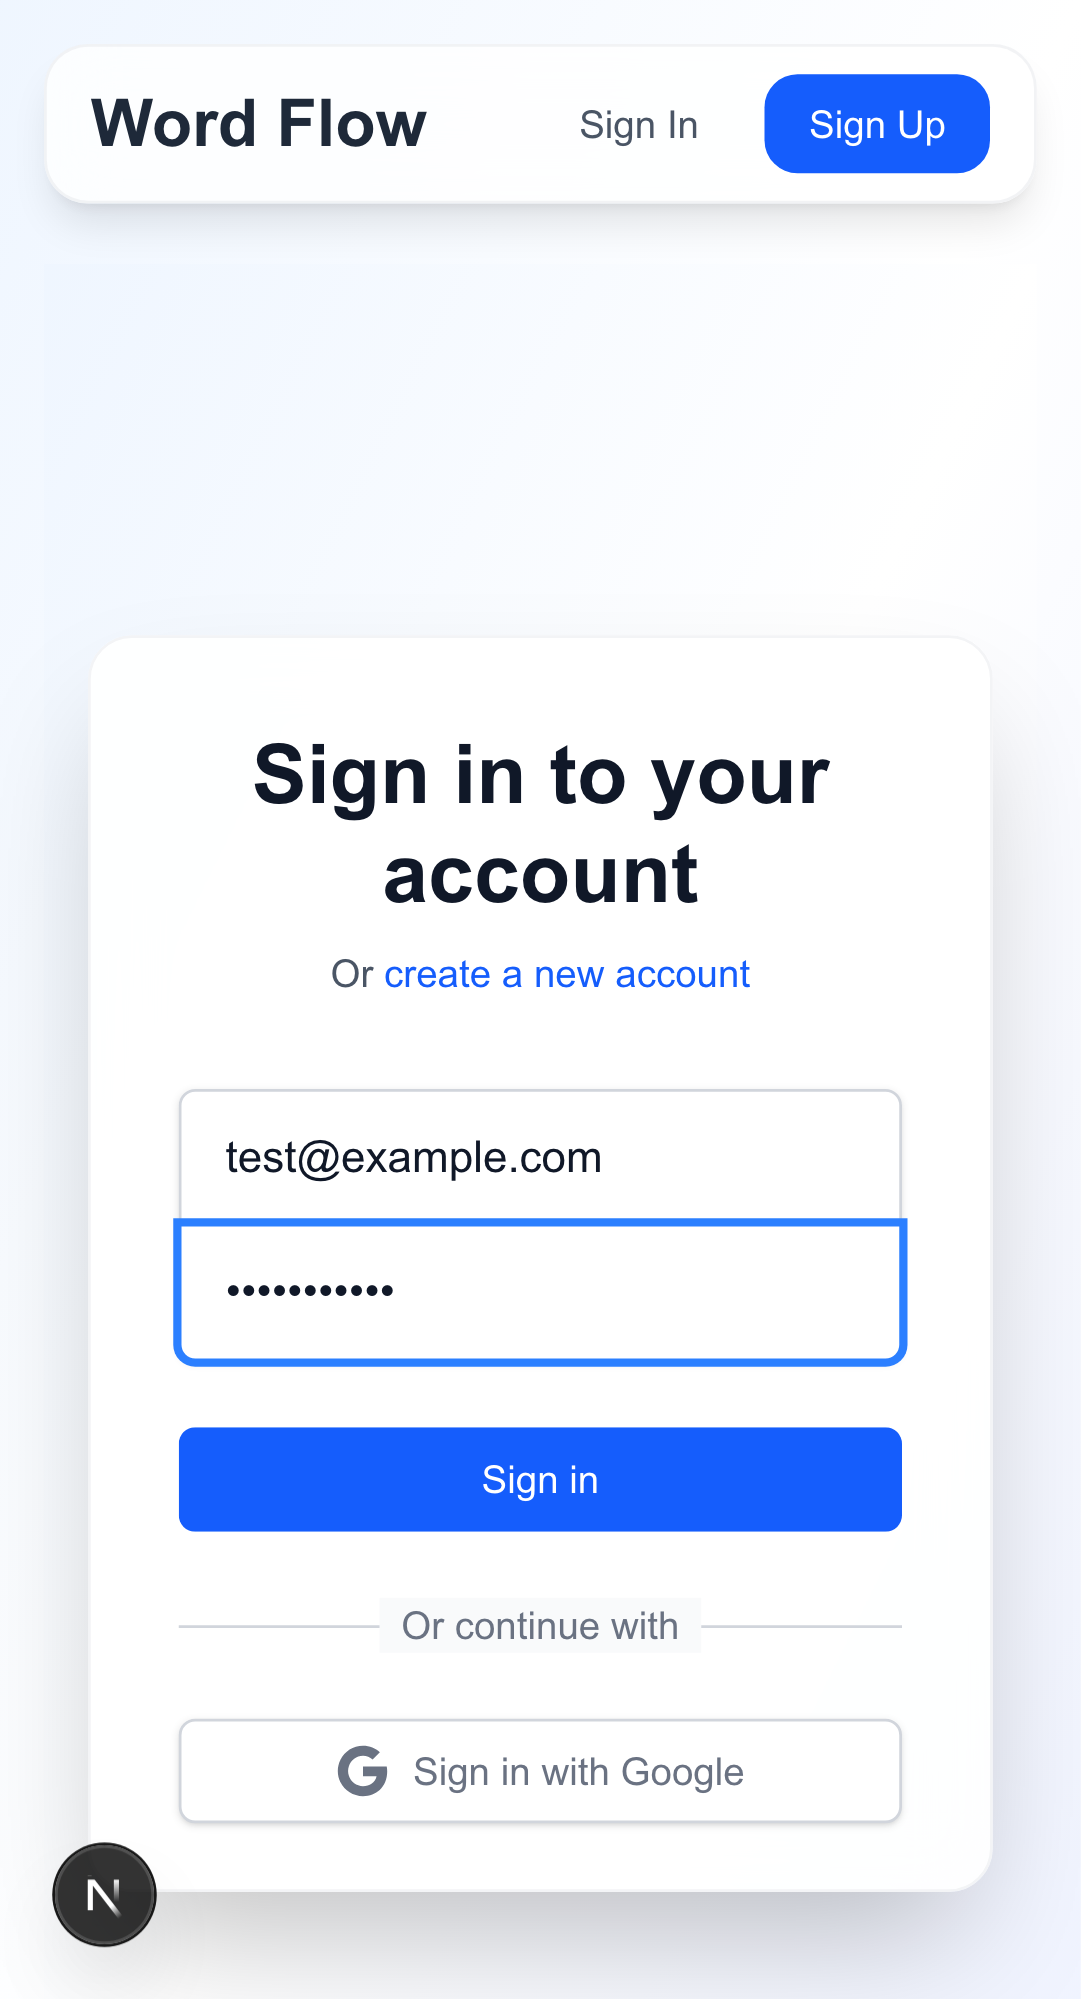 Word Flow
Sign In
Sign Up
Sign in to your
account
Or create a new account
test@example.com
•••••••••••
Sign in
Or continue with
G Sign in with Google
N